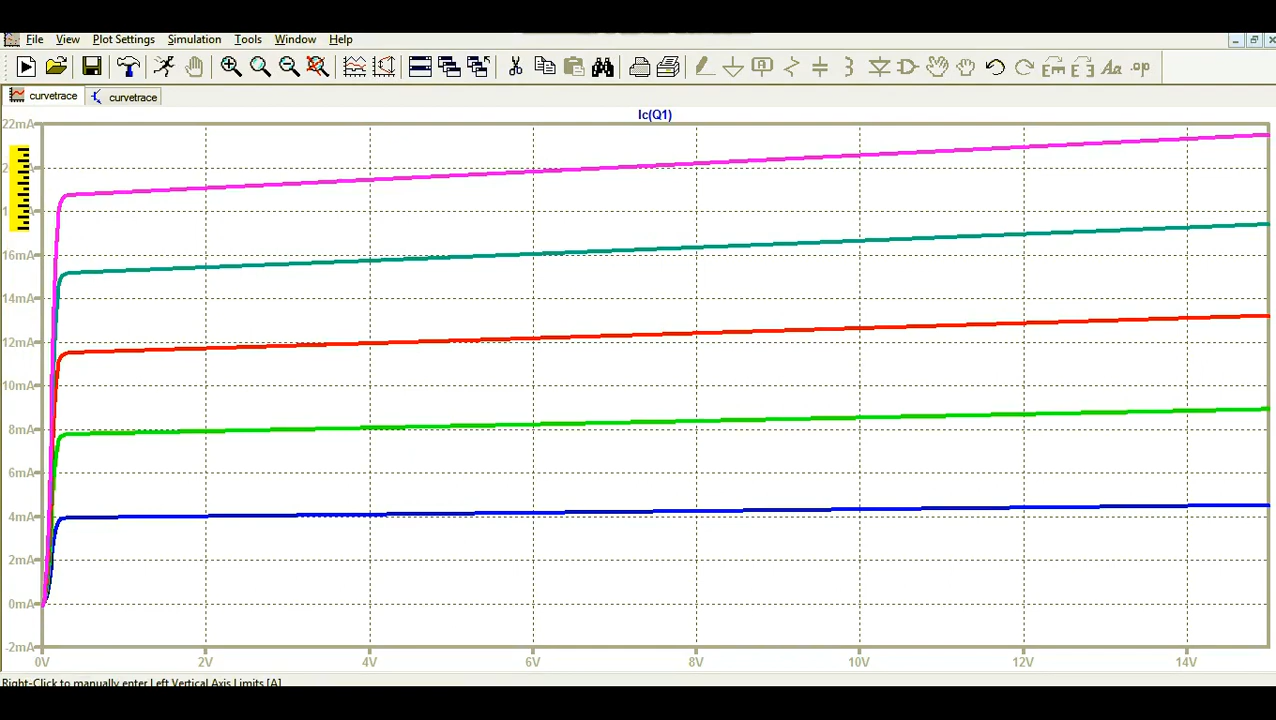 File View Plot Settings Simulation Tools Window Help
Aa .op
curvetrace curvetrace
Ic(Q1)
22mA
16mA
14mA
12mA
10mA
8mA
6mA
4mA
2mA
0mA
-2mA
0V 2V 4V 6V 8V 10V 12V 14V
Right-Click to manually enter Left Vertical Axis Limits [A]